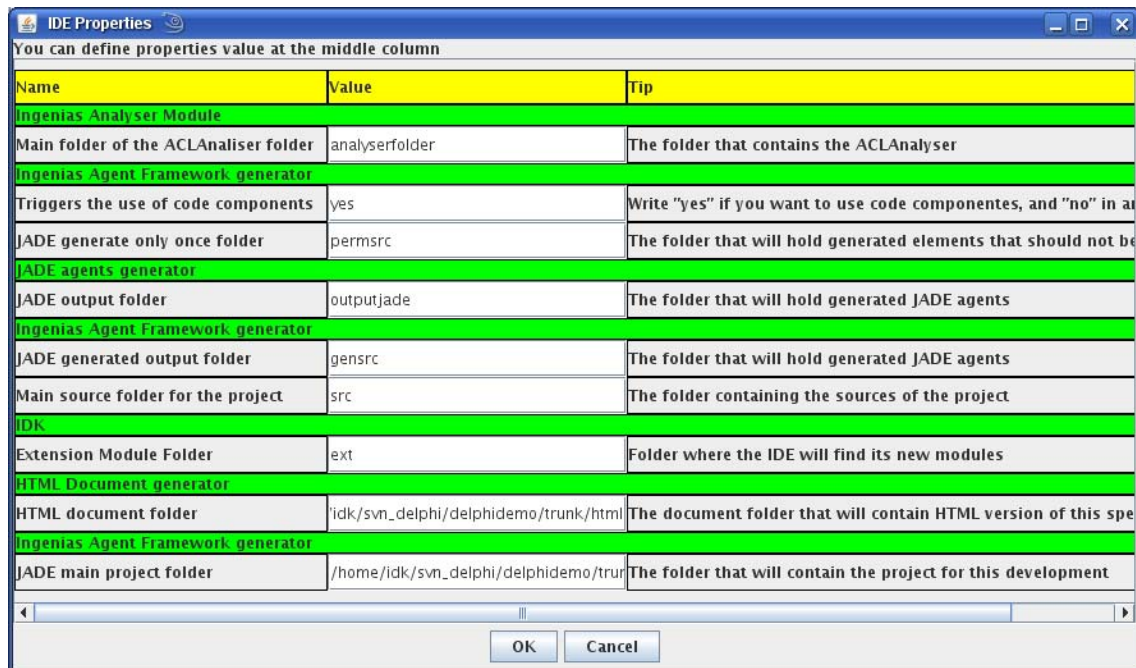 IDE Properties
You can define properties value at the middle column
Name Value Tip
Ingenias Analyser Module
Main folder of the ACLAnaliser folder analyserfolder The folder that contains the ACLAnalyser
Ingenias Agent Framework generator
Triggers the use of code components yes Write "yes" if you want to use code componentes, and "no" in
JADE generate only once folder permsrc The folder that will hold generated elements that should not be
JADE agents generator
JADE output folder outputjade The folder that will hold generated JADE agents
Ingenias Agent Framework generator
JADE generated output folder gensrc The folder that will hold generated JADE agents
Main source folder for the project src The folder containing the sources of the project
IDK
Extension Module Folder ext Folder where the IDE will find its new modules
HTML Document generator
HTML document folder /idk/svn_delphi/delphidemo/trunk/html The document folder that will contain HTML version of this spe
Ingenias Agent Framework generator
JADE main project folder /home/idk/svn_delphi/delphidemo/trun The folder that will contain the project for this development
OK Cancel